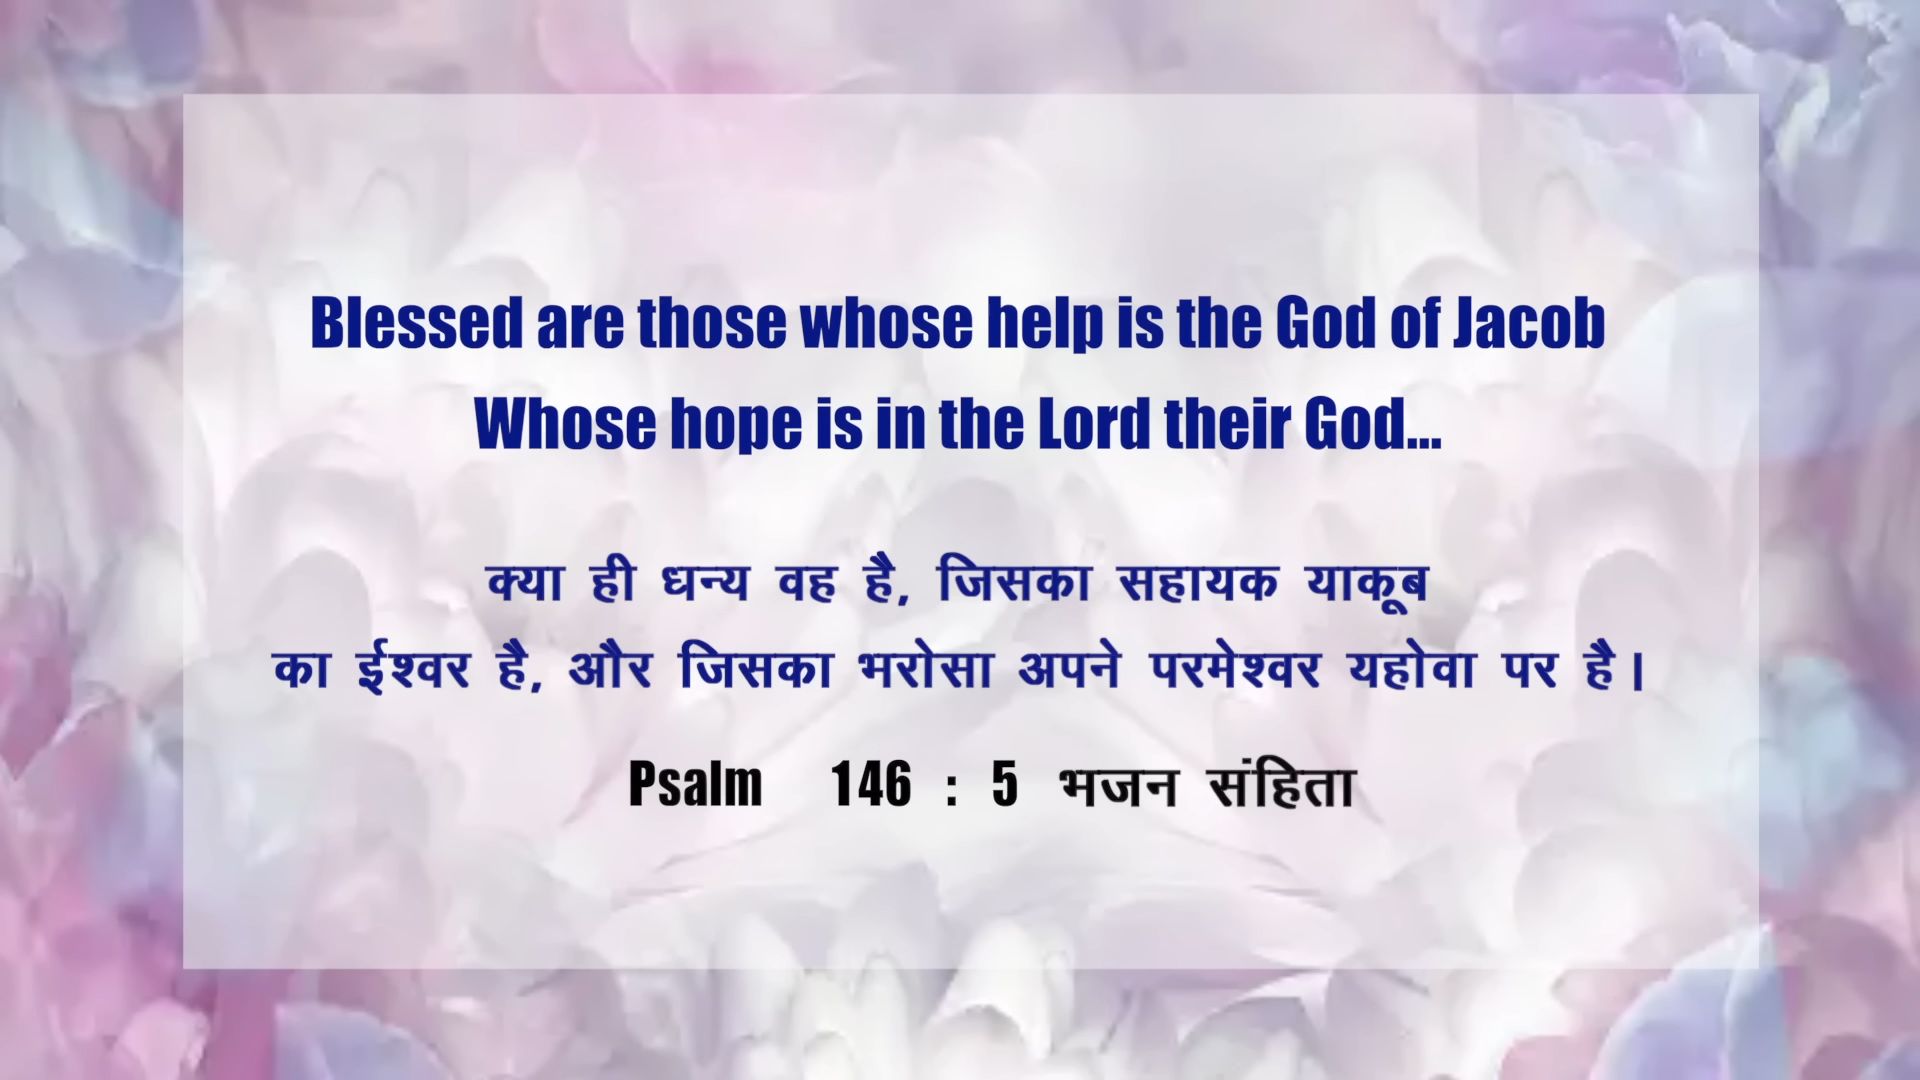 Blessed are those whose help is the God of Jacob
Whose hope is in the Lord their God...
क्या ही धन्य वह है, जिसका सहायक याकूब
का ईश्वर है, और जिसका भरोसा अपने परमेश्वर यहोवा पर है।
Psalm 146 : 5 भजन संहिता